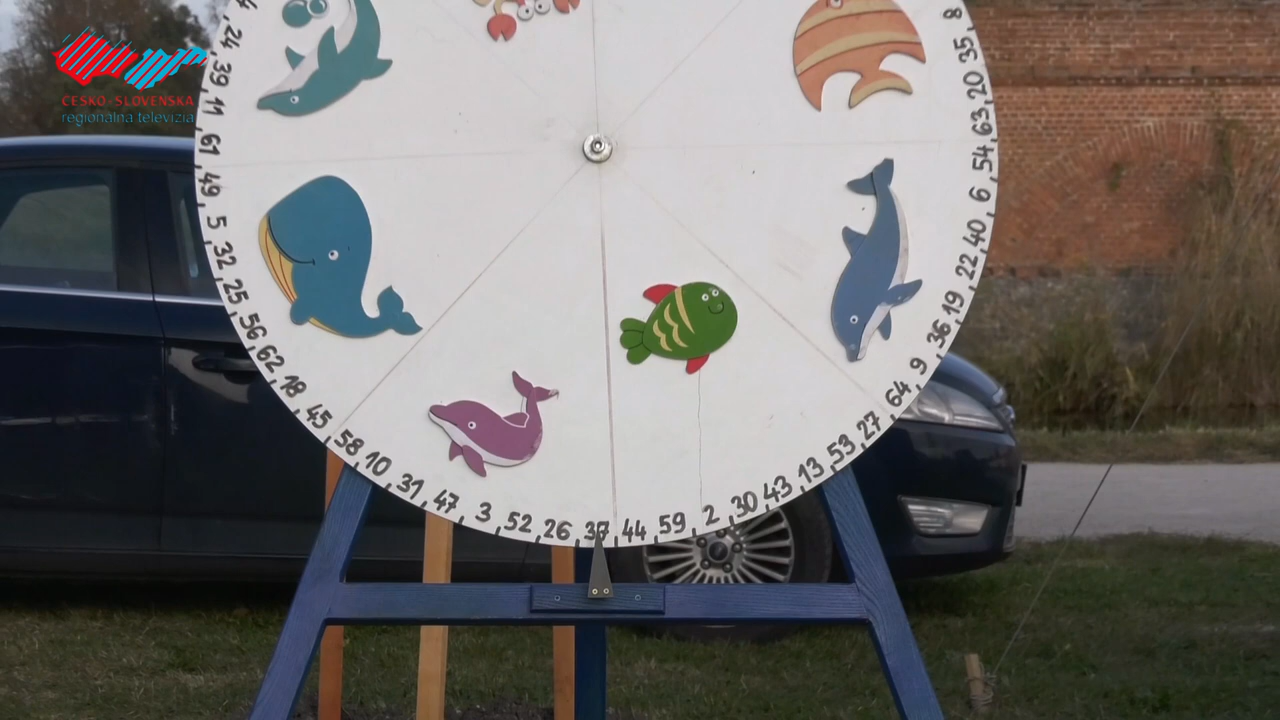 ČESKO-SLOVENSKÁ
regionálna televízia
24, 39, 11, 61, 49, 5, 32, 25, 56, 62, 18, 45, 58, 10, 31, 47, 3, 52, 26, 37, 44, 59, 2, 30, 43, 13, 53, 27, 64, 9, 36, 19, 22, 40, 6, 54, 63, 20, 35, 8